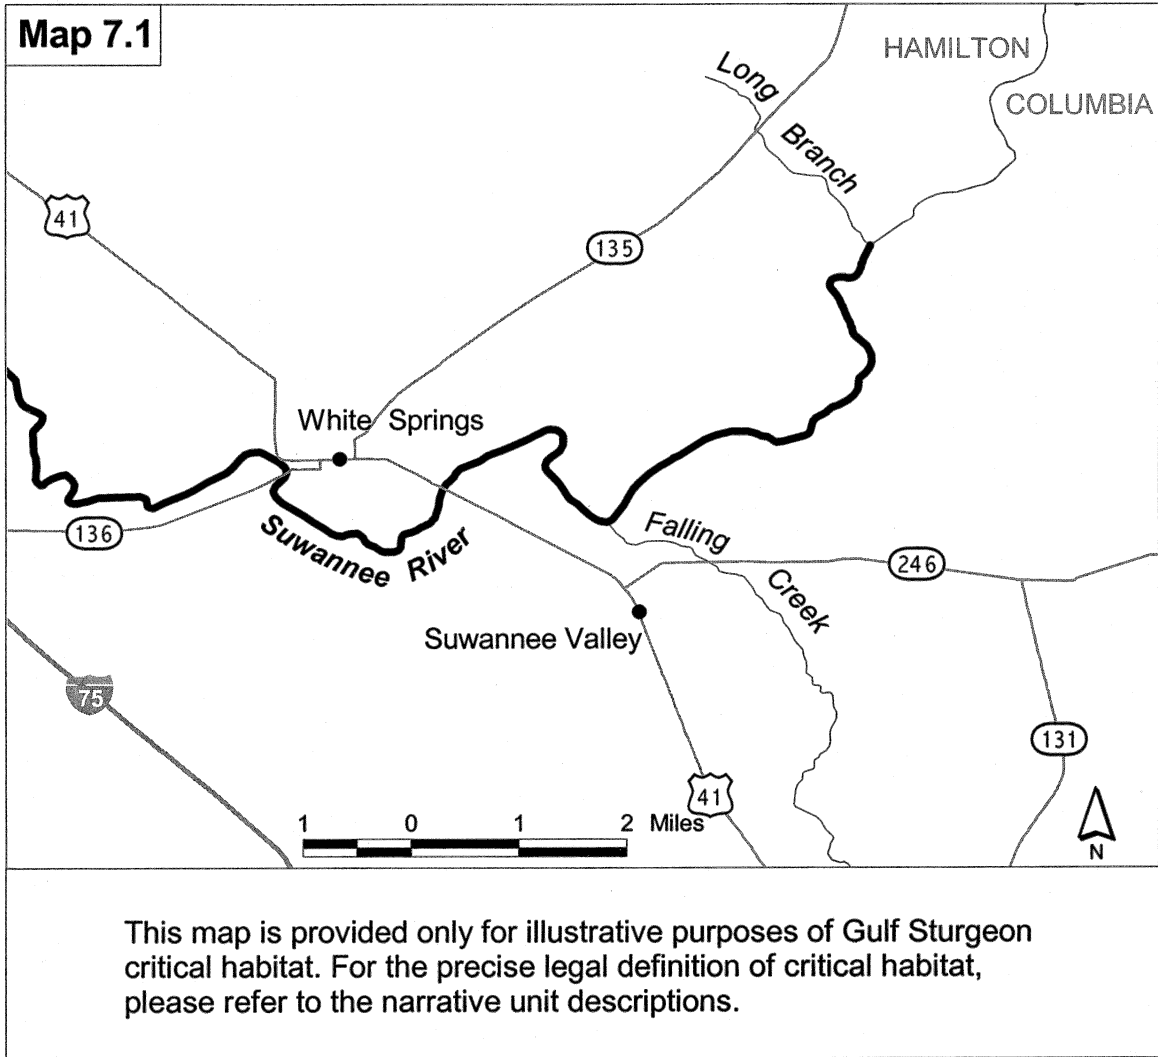 Map 7.1
HAMILTON
COLUMBIA
Long
Branch
41
135
White Springs
136
Suwannee River
Falling
Creek
246
Suwannee Valley
75
131
41
1 0 1 2 Miles
N
This map is provided only for illustrative purposes of Gulf Sturgeon
critical habitat. For the precise legal definition of critical habitat,
please refer to the narrative unit descriptions.